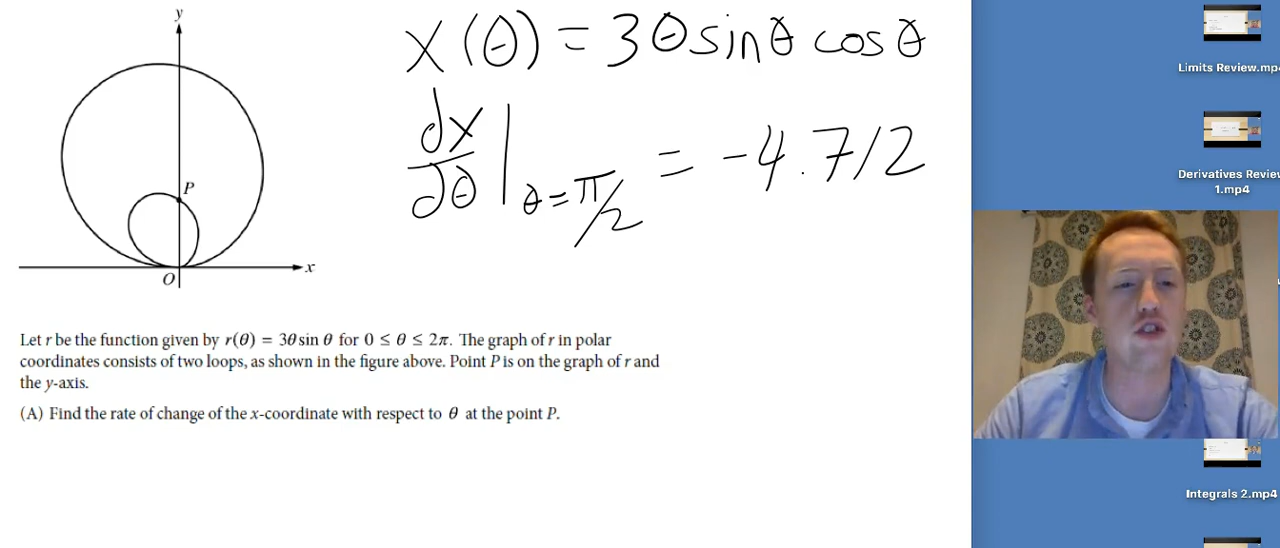 y
X(θ) = 3θ sin θ cos θ
dx/dθ | θ = π/2 = -4.712
P
x
O
Let r be the function given by r(θ) = 3θ sin θ for 0 ≤ θ ≤ 2π. The graph of r in polar
coordinates consists of two loops, as shown in the figure above. Point P is on the graph of r and
the y-axis.
(A) Find the rate of change of the x-coordinate with respect to θ at the point P.
Limits Review.mp4
Derivatives Review
1.mp4
Integrals 2.mp4